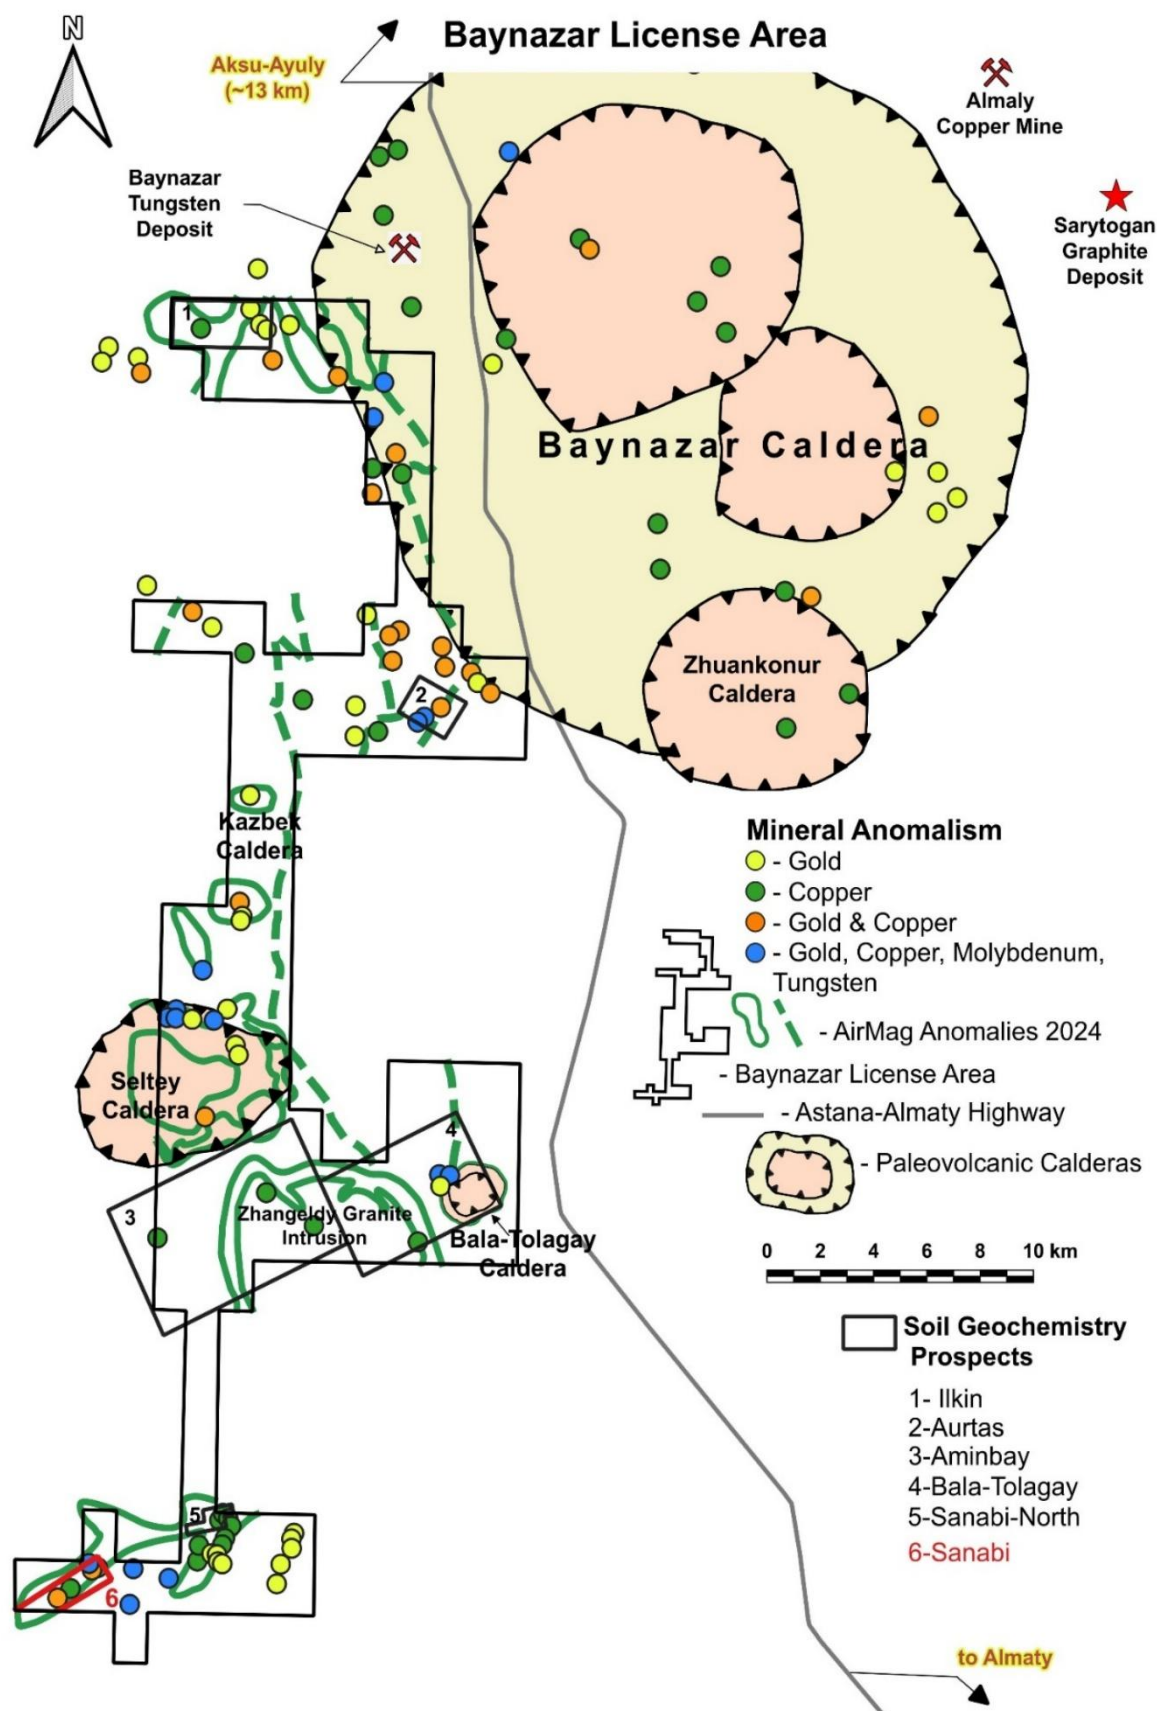 N
Baynazar License Area
Aksu-Ayuly
(~13 km)
Almaly
Copper Mine
Baynazar
Tungsten
Deposit
Sarytogan
Graphite
Deposit
1
Baynazar Caldera
Zhuankonur
Caldera
2
Kazbek
Caldera
Mineral Anomalism
- Gold
- Copper
- Gold & Copper
- Gold, Copper, Molybdenum,
Tungsten
- AirMag Anomalies 2024
- Baynazar License Area
- Astana-Almaty Highway
- Paleovolcanic Calderas
Seltey
Caldera
4
3
Zhangeldy Granite
Intrusion
Bala-Tolagay
Caldera
0 2 4 6 8 10 km
Soil Geochemistry
Prospects
1- Ilkin
2-Aurtas
3-Aminbay
4-Bala-Tolagay
5-Sanabi-North
6-Sanabi
5
6
to Almaty